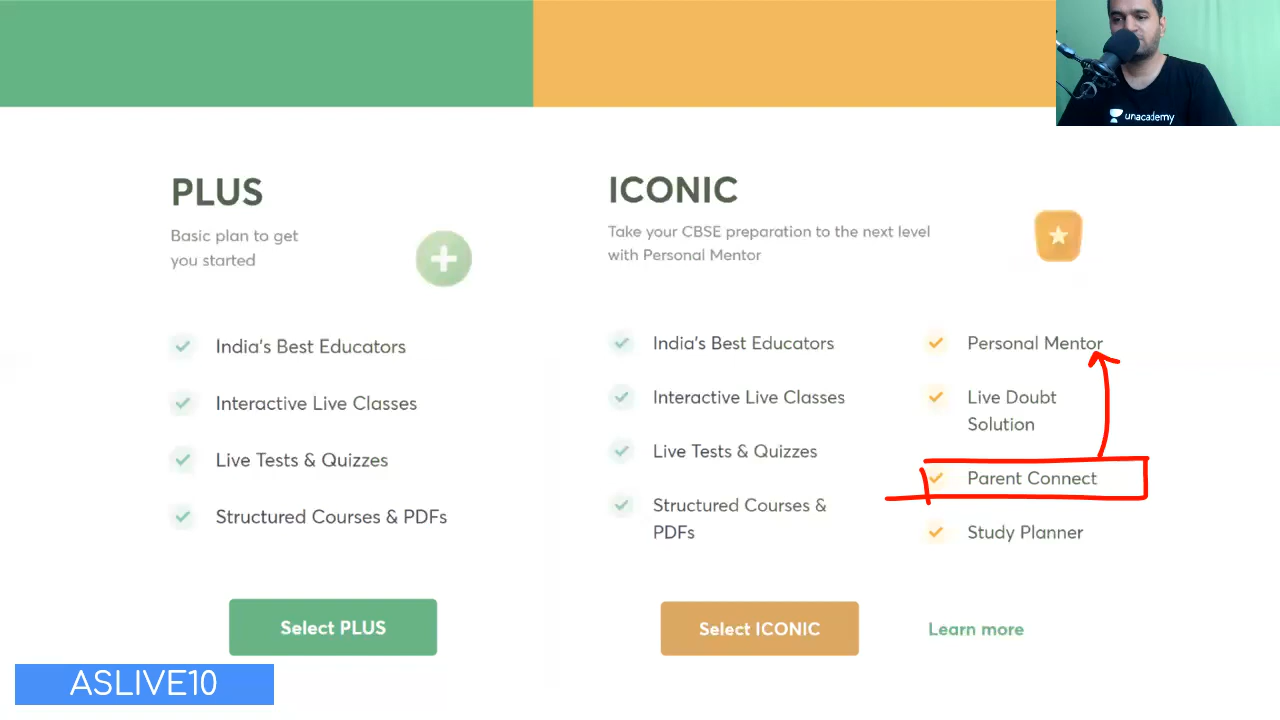 unacademy
PLUS
Basic plan to get
you started
India's Best Educators
Interactive Live Classes
Live Tests & Quizzes
Structured Courses & PDFs
Select PLUS
ICONIC
Take your CBSE preparation to the next level
with Personal Mentor
India's Best Educators
Interactive Live Classes
Live Tests & Quizzes
Structured Courses &
PDFs
Personal Mentor
Live Doubt
Solution
Parent Connect
Study Planner
Select ICONIC
Learn more
ASLIVE10